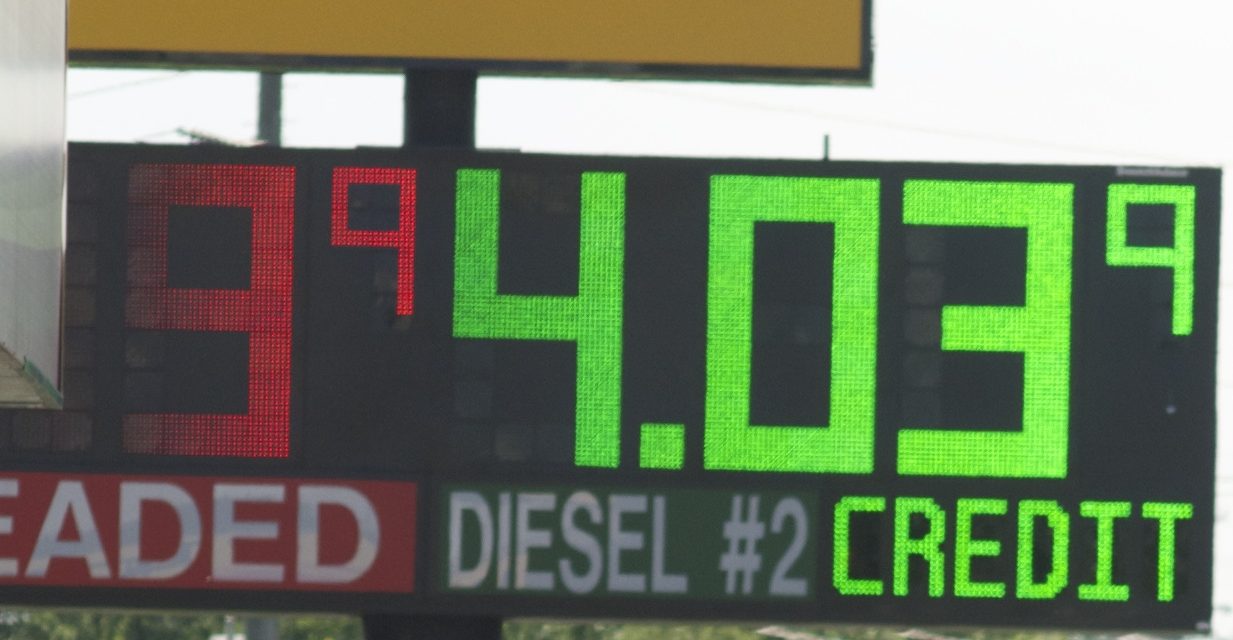 9 9 4.03 9
EADED DIESEL #2 CREDIT